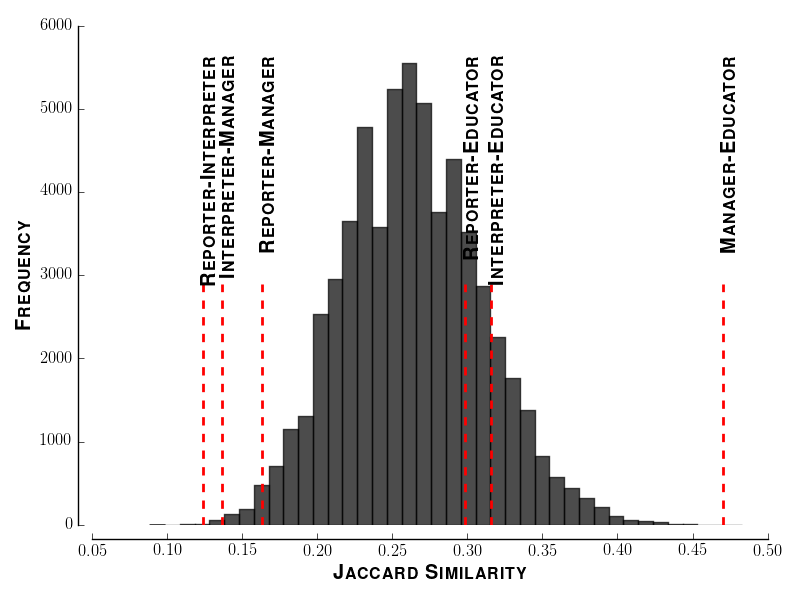 6000
5000
4000
3000
2000
1000
0
FREQUENCY
REPORTER-INTERPRETER
INTERPRETER-MANAGER
REPORTER-MANAGER
REPORTER-EDUCATOR
INTERPRETER-EDUCATOR
MANAGER-EDUCATOR
0.05 0.10 0.15 0.20 0.25 0.30 0.35 0.40 0.45 0.50
JACCARD SIMILARITY